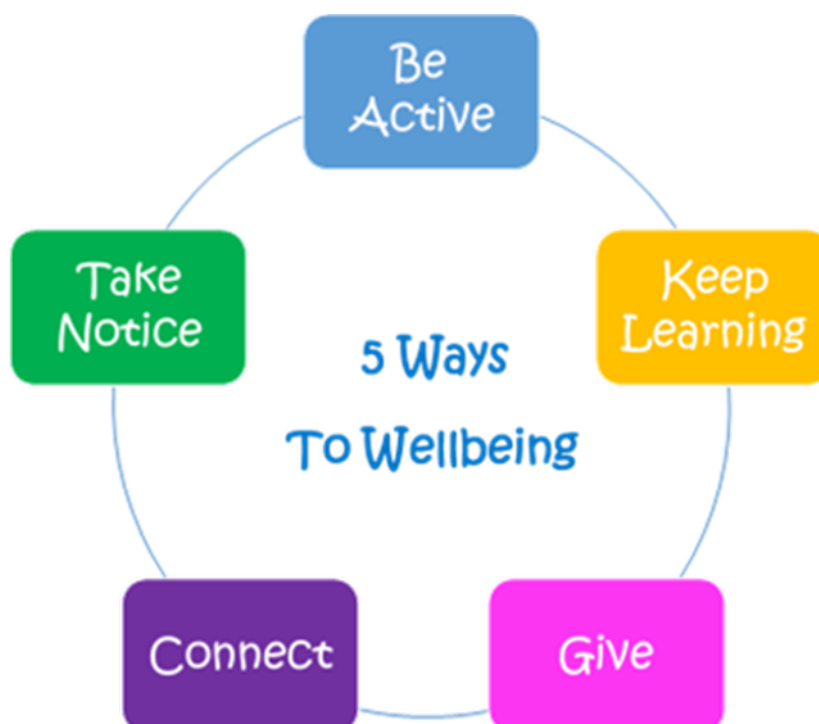 Be
Active
Take
Notice
Keep
Learning
5 Ways
To Wellbeing
Connect
Give